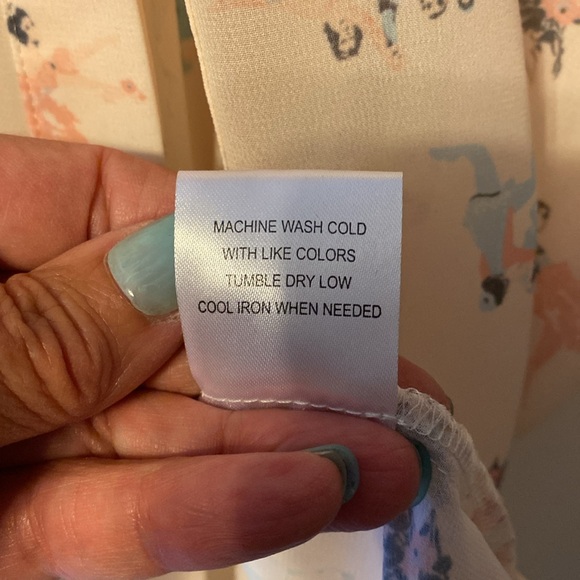 MACHINE WASH COLD
WITH LIKE COLORS
TUMBLE DRY LOW
COOL IRON WHEN NEEDED